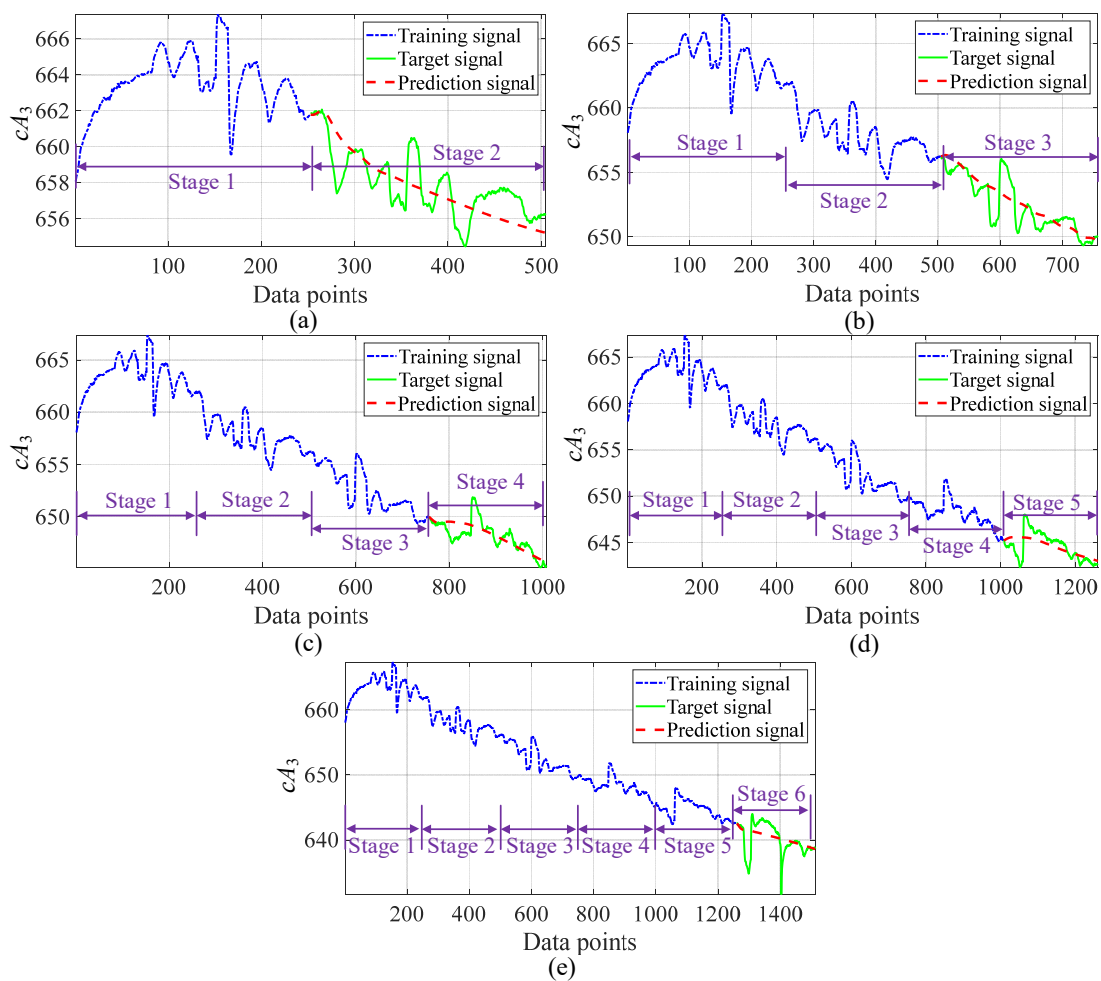 Training signal
Target signal
Prediction signal
666
664
662
660
658
656
cA3
Stage 1
Stage 2
100 200 300 400 500
Data points
(a)
Training signal
Target signal
Prediction signal
665
660
655
650
cA3
Stage 1
Stage 2
Stage 3
100 200 300 400 500 600 700
Data points
(b)
Training signal
Target signal
Prediction signal
665
660
655
650
cA3
Stage 1
Stage 2
Stage 3
Stage 4
200 400 600 800 1000
Data points
(c)
Training signal
Target signal
Prediction signal
665
660
655
650
645
cA3
Stage 1
Stage 2
Stage 3
Stage 4
Stage 5
200 400 600 800 1000 1200
Data points
(d)
Training signal
Target signal
Prediction signal
660
650
640
cA3
Stage 1
Stage 2
Stage 3
Stage 4
Stage 5
Stage 6
200 400 600 800 1000 1200 1400
Data points
(e)